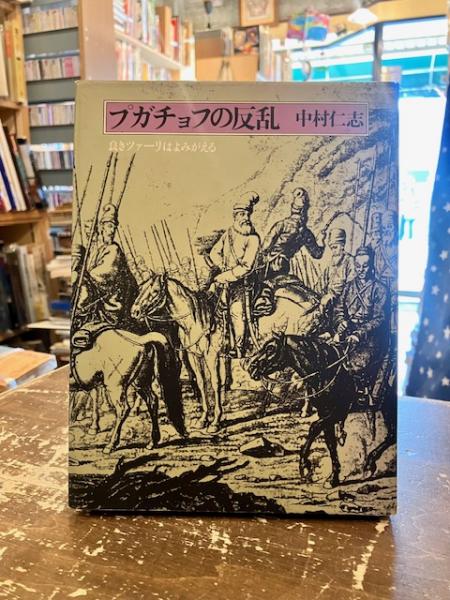 プガチョフの反乱 中村仁志
良きツァーリはよみがえる